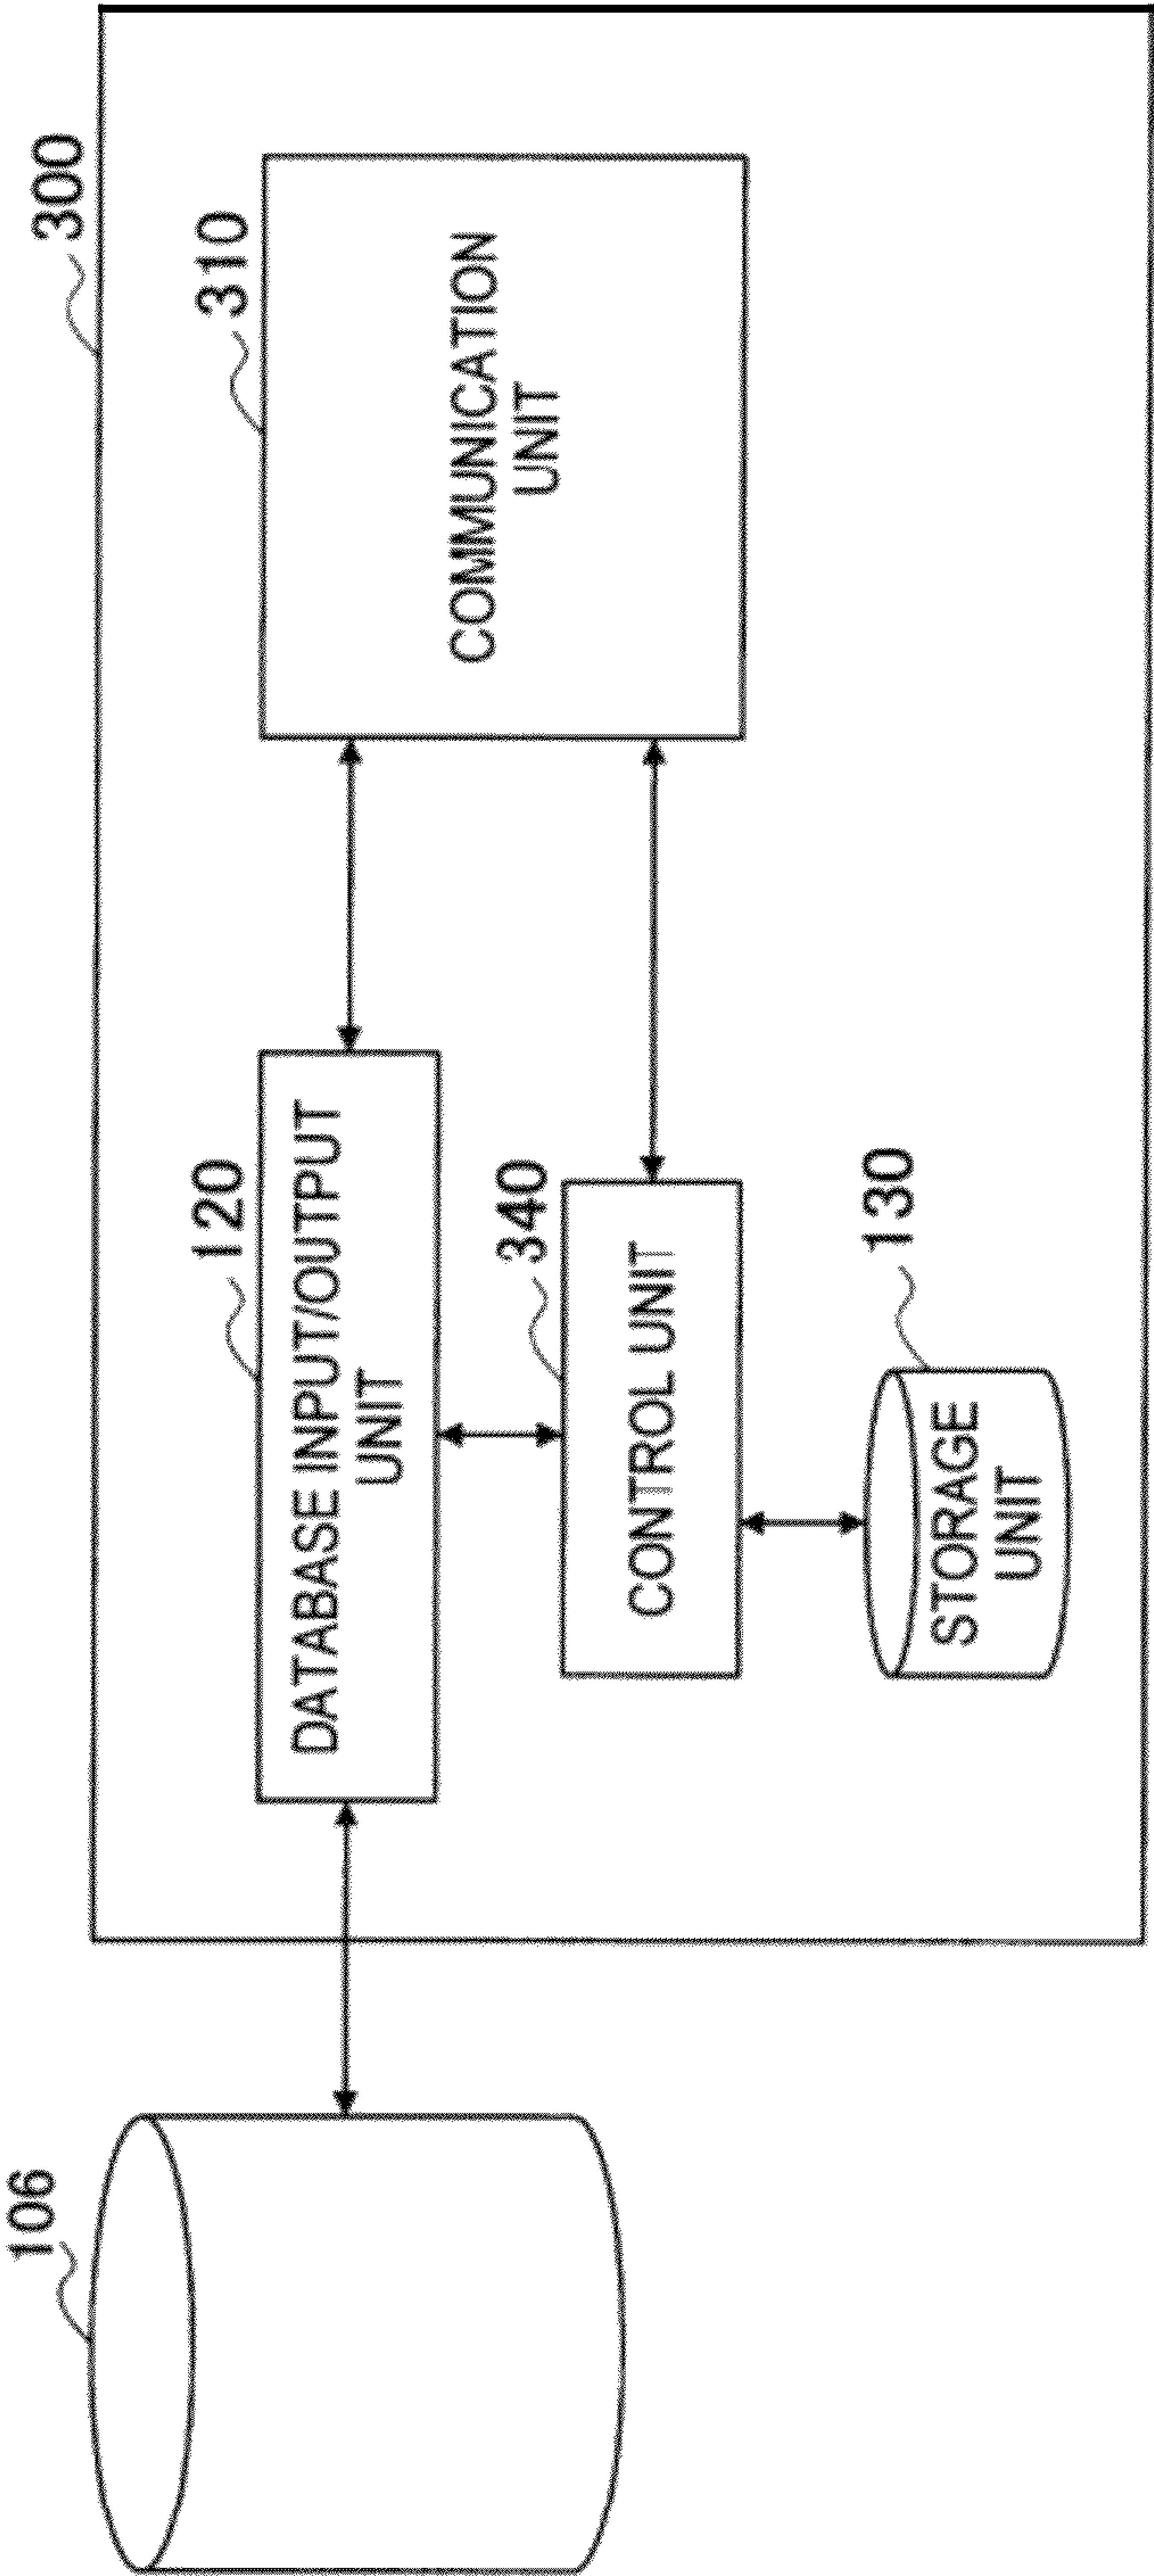 300
106
310
120
DATABASE INPUT/OUTPUT
UNIT
COMMUNICATION
UNIT
340
CONTROL UNIT
130
STORAGE
UNIT